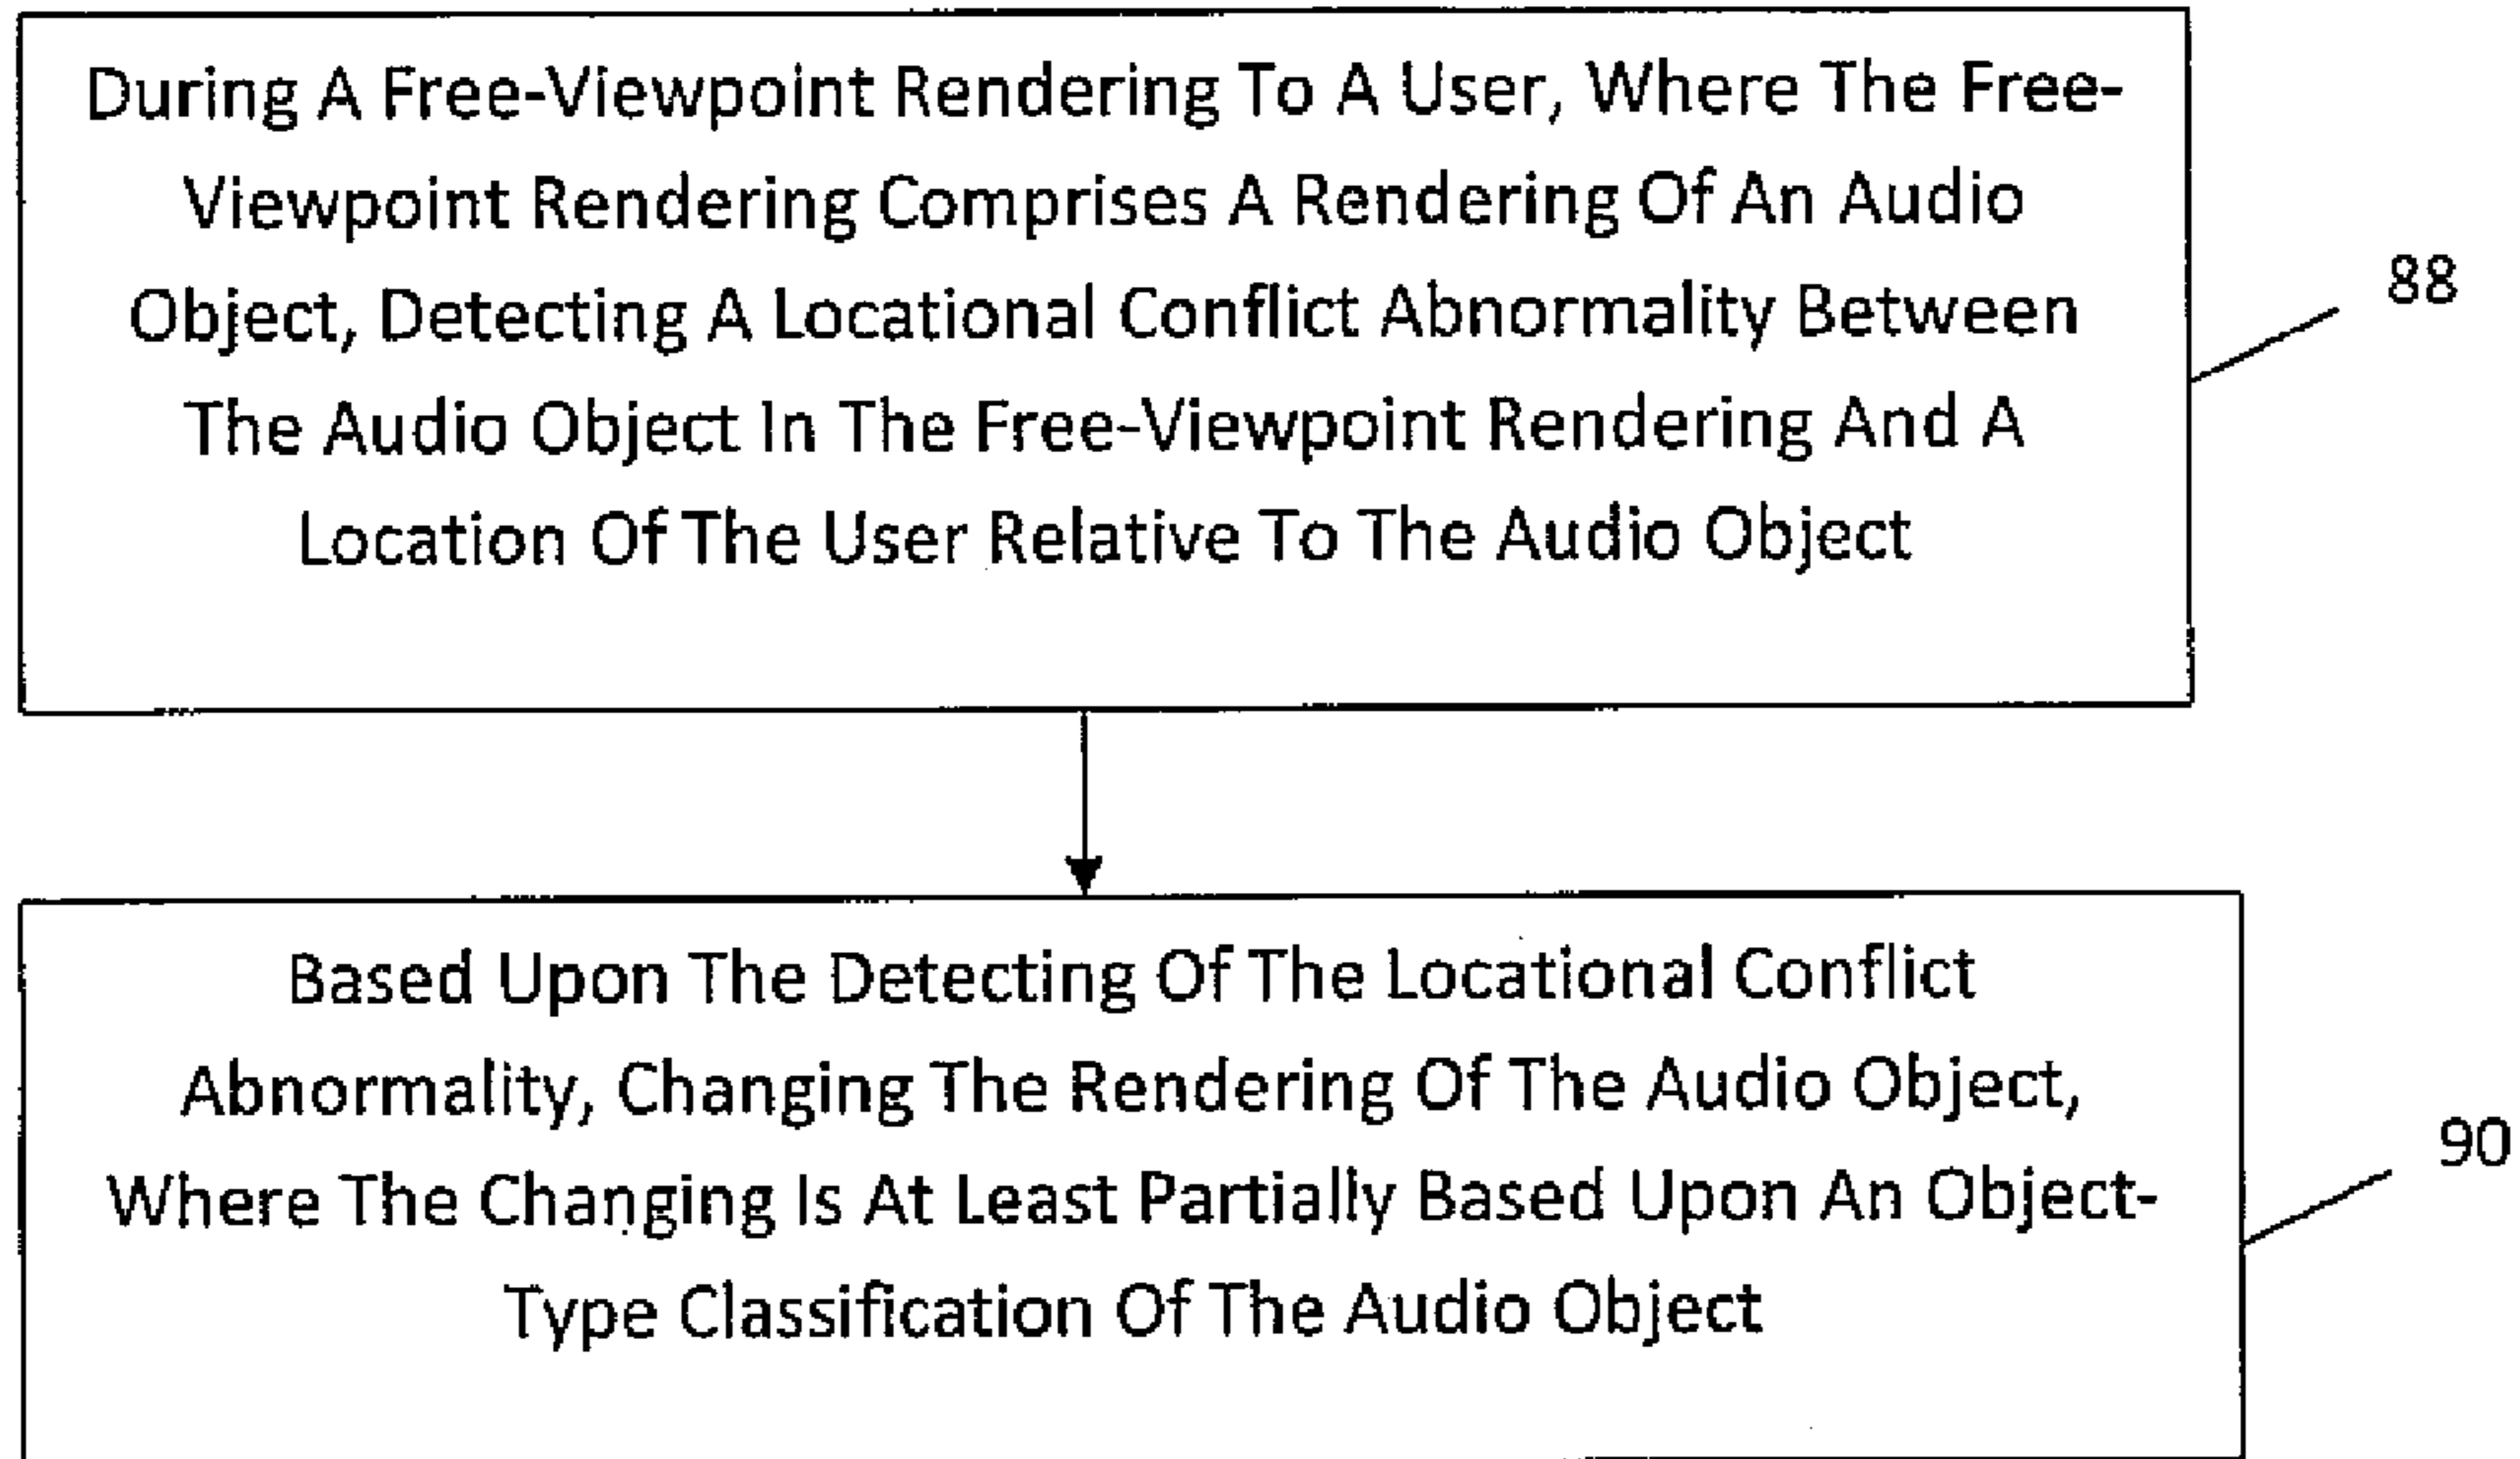 During A Free-Viewpoint Rendering To A User, Where The Free-
Viewpoint Rendering Comprises A Rendering Of An Audio
Object, Detecting A Locational Conflict Abnormality Between
The Audio Object In The Free-Viewpoint Rendering And A
Location Of The User Relative To The Audio Object
88
Based Upon The Detecting Of The Locational Conflict
Abnormality, Changing The Rendering Of The Audio Object,
Where The Changing Is At Least Partially Based Upon An Object-
Type Classification Of The Audio Object
90